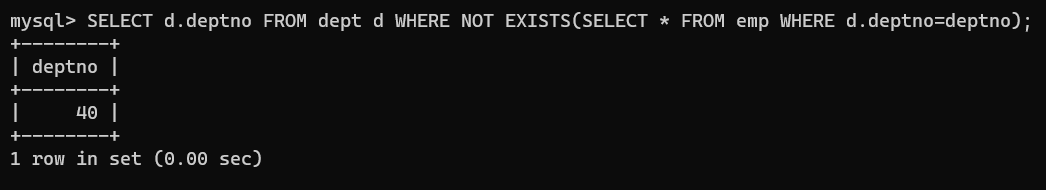 mysql> SELECT d.deptno FROM dept d WHERE NOT EXISTS(SELECT * FROM emp WHERE d.deptno=deptno);
+--------+
| deptno |
+--------+
|     40 |
+--------+
1 row in set (0.00 sec)